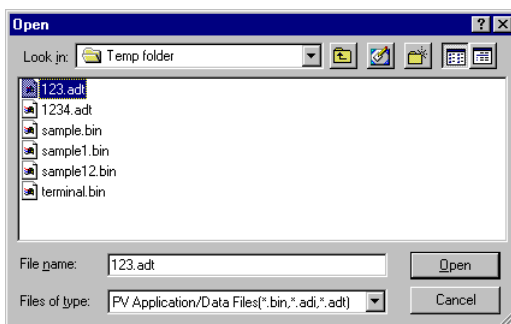 Open
Look in: Temp folder
123.adt
1234.adt
sample.bin
sample1.bin
sample12.bin
terminal.bin
File name: 123.adt Open
Files of type: PV Application/Data Files(*.bin,*.adi,*.adt) Cancel